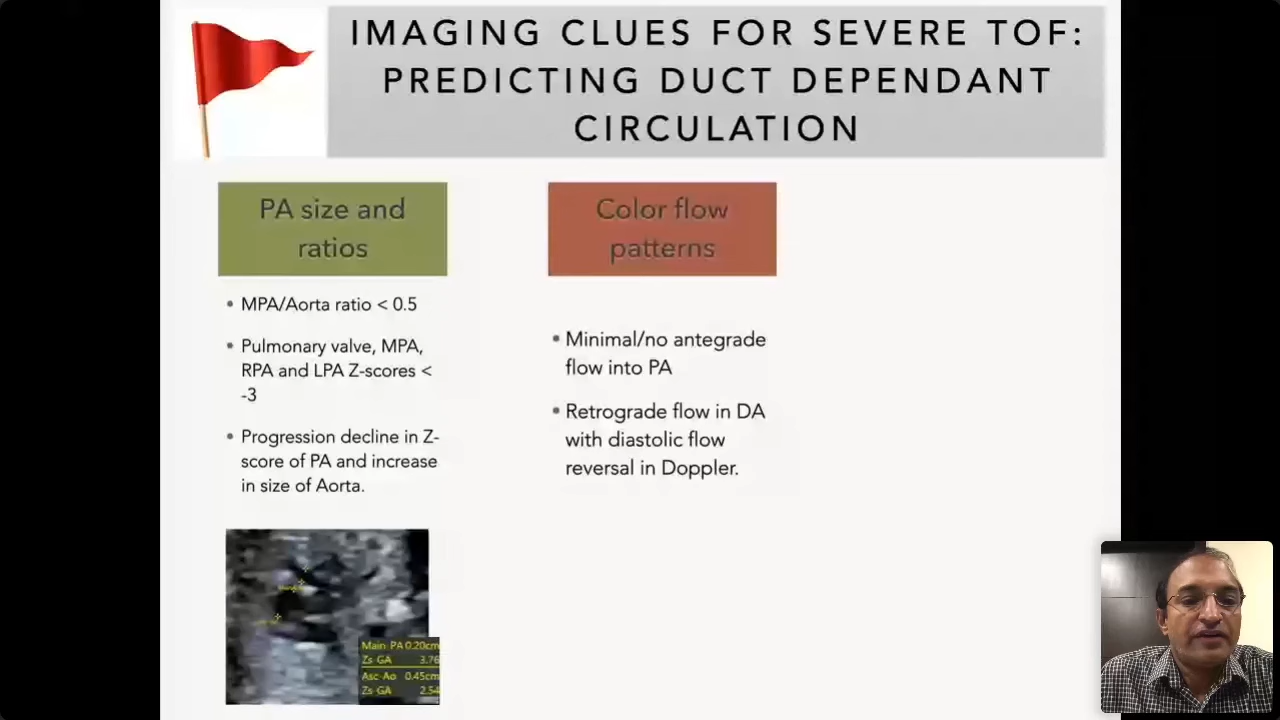 IMAGING CLUES FOR SEVERE TOF:
PREDICTING DUCT DEPENDANT
CIRCULATION
PA size and
ratios
• MPA/Aorta ratio < 0.5
• Pulmonary valve, MPA,
RPA and LPA Z-scores <
-3
• Progression decline in Z-
score of PA and increase
in size of Aorta.
Main PA 0.20cm
Zs GA 3.76
Asc Ao 0.45cm
Zs GA 2.54
Color flow
patterns
• Minimal/no antegrade
flow into PA
• Retrograde flow in DA
with diastolic flow
reversal in Doppler.